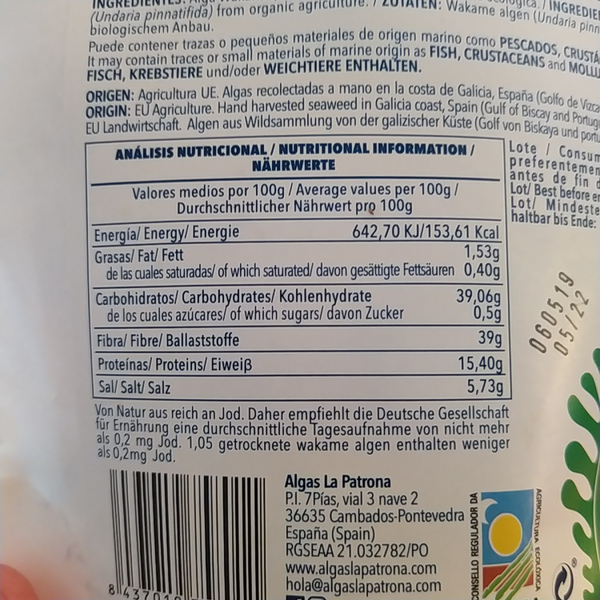 (Undaria pinnatifida) from organic agriculture. / ZUTATEN: Wakame algen (Undaria
biologischem Anbau.
Puede contener trazas o pequeños materiales de origen marino como PESCADOS,
It may contain traces or small materials of marine origin as FISH, CRUSTACEANS and
FISCH, KREBSTIERE und/oder WEICHTIERE ENTHALTEN.
ORIGEN: Agricultura UE. Algas recolectadas a mano en la costa de Galicia, España (Golfo de
ORIGIN: EU Agriculture. Hand harvested seaweed in Galicia coast, Spain (Gulf of Biscay and
EU Landwirtschaft. Algen aus Wildsammlung von der galizischer Küste (Golf von Biskaya und
ANÁLISIS NUTRICIONAL / NUTRITIONAL INFORMATION /
NÄHRWERTE
Valores medios por 100g / Average values per 100g /
Durchschnittlicher Nährwert pro 100g
Energía/ Energy/ Energie 642,70 KJ/153,61 Kcal
Grasas/ Fat/ Fett 1,53g
de las cuales saturadas/ of which saturated/ davon gesättigte Fettsäuren 0,40g
Carbohidratos/ Carbohydrates/ Kohlenhydrate 39,06g
de los cuales azúcares/ of which sugars/ davon Zucker 0,5g
Fibra/ Fibre/ Ballaststoffe 39g
Proteínas/ Proteins/ Eiweiß 15,40g
Sal/ Salt/ Salz 5,73g
Von Natur aus reich an Jod. Daher empfiehlt die Deutsche Gesellschaft
für Ernährung eine durchschnittliche Tagesaufnahme von nicht mehr
als 0,2 mg Jod. 1,05 getrocknete wakame algen enthalten weniger
als 0,2mg Jod.
Lote / Consum
preferentemen
antes de fin d
Lot/ Best before
Lot/ Mindeste
haltbar bis Ende:
060519
05/22
Algas La Patrona
P.I. 7Pías, vial 3 nave 2
36635 Cambados-Pontevedra
España (Spain)
RGSEAA 21.032782/PO
www.algaslapatrona.com
hola@algaslapatrona.com
CONSELLO REGULADOR DA
AGRICULTURA ECOLÓXICA